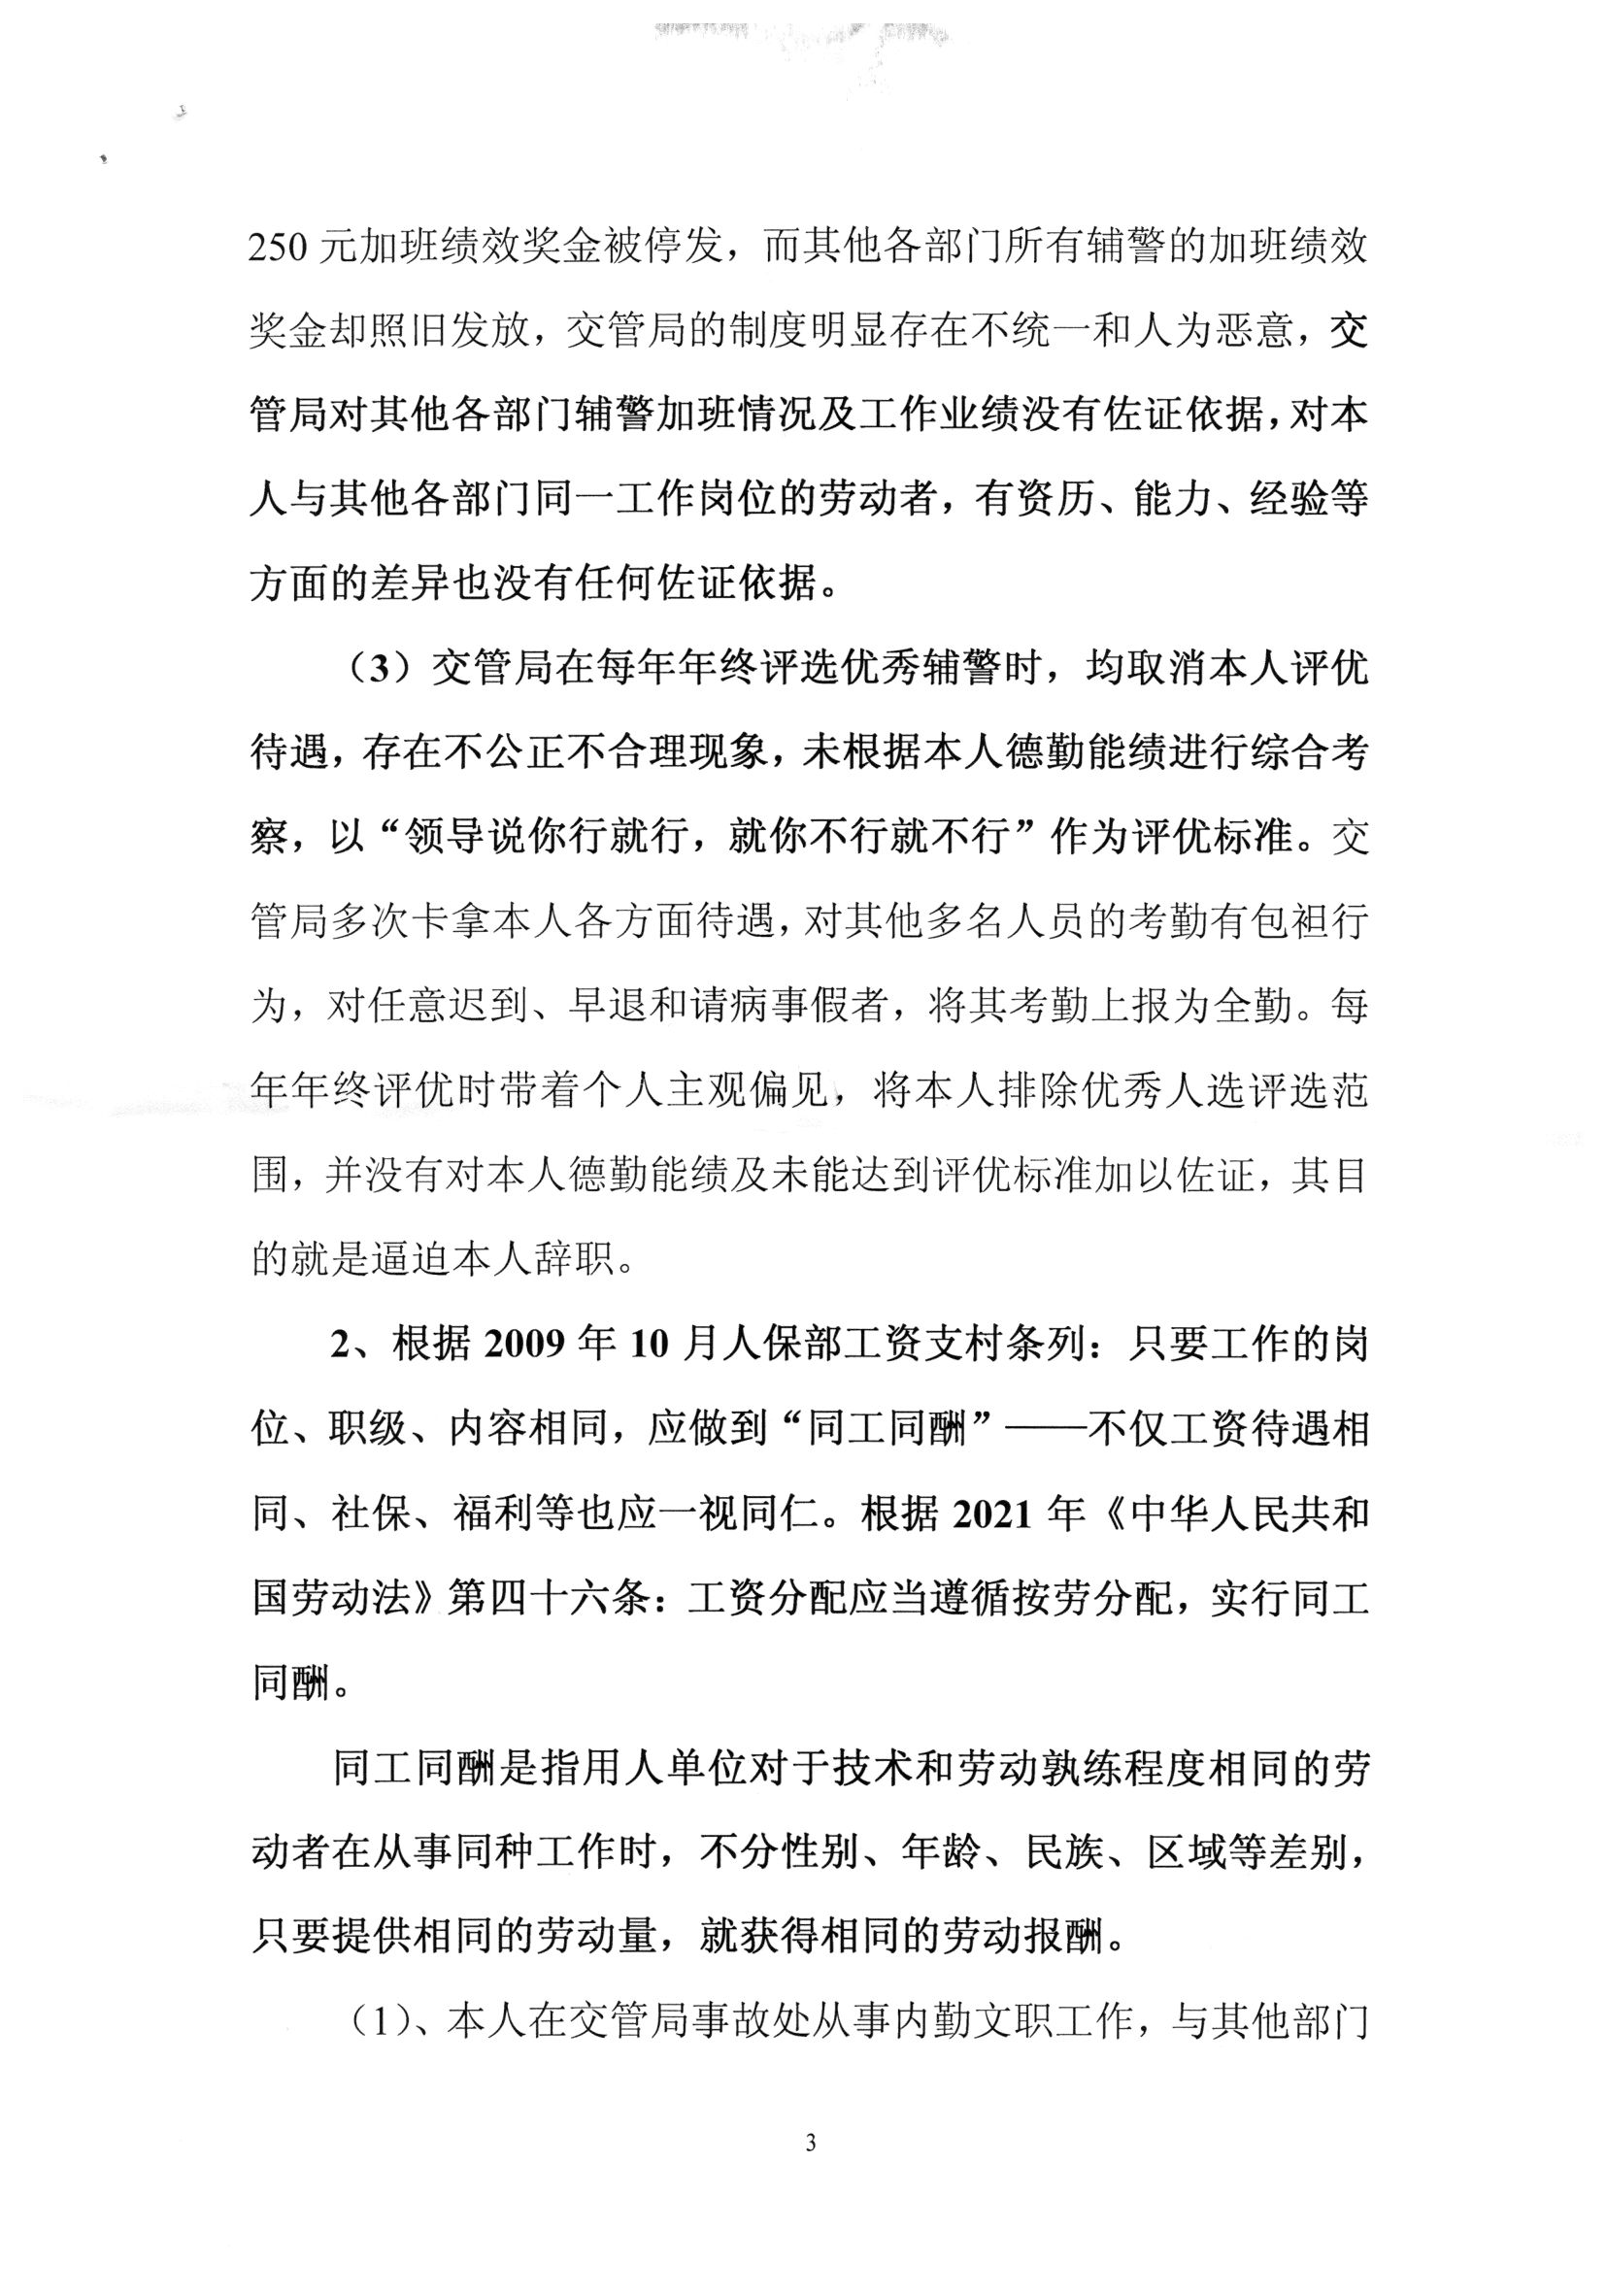 250 元加班绩效奖金被停发，而其他各部门所有辅警的加班绩效
奖金却照旧发放，交管局的制度明显存在不统一和人为恶意，交
管局对其他各部门辅警加班情况及工作业绩没有佐证依据，对本
人与其他各部门同一工作岗位的劳动者，有资历、能力、经验等
方面的差异也没有任何佐证依据。
（3）交管局在每年年终评选优秀辅警时，均取消本人评优
待遇，存在不公正不合理现象，未根据本人德勤能绩进行综合考
察，以“领导说你行就行，就你不行就不行”作为评优标准。交
管局多次卡拿本人各方面待遇，对其他多名人员的考勤有包袒行
为，对任意迟到、早退和请病事假者，将其考勤上报为全勤。每
年年终评优时带着个人主观偏见，将本人排除优秀人选评选范
围，并没有对本人德勤能绩及未能达到评优标准加以佐证，其目
的就是逼迫本人辞职。
2、根据 2009 年 10 月人保部工资支村条列：只要工作的岗
位、职级、内容相同，应做到“同工同酬”——不仅工资待遇相
同、社保、福利等也应一视同仁。根据 2021 年《中华人民共和
国劳动法》第四十六条：工资分配应当遵循按劳分配，实行同工
同酬。
同工同酬是指用人单位对于技术和劳动孰练程度相同的劳
动者在从事同种工作时，不分性别、年龄、民族、区域等差别，
只要提供相同的劳动量，就获得相同的劳动报酬。
（1）、本人在交管局事故处从事内勤文职工作，与其他部门
3